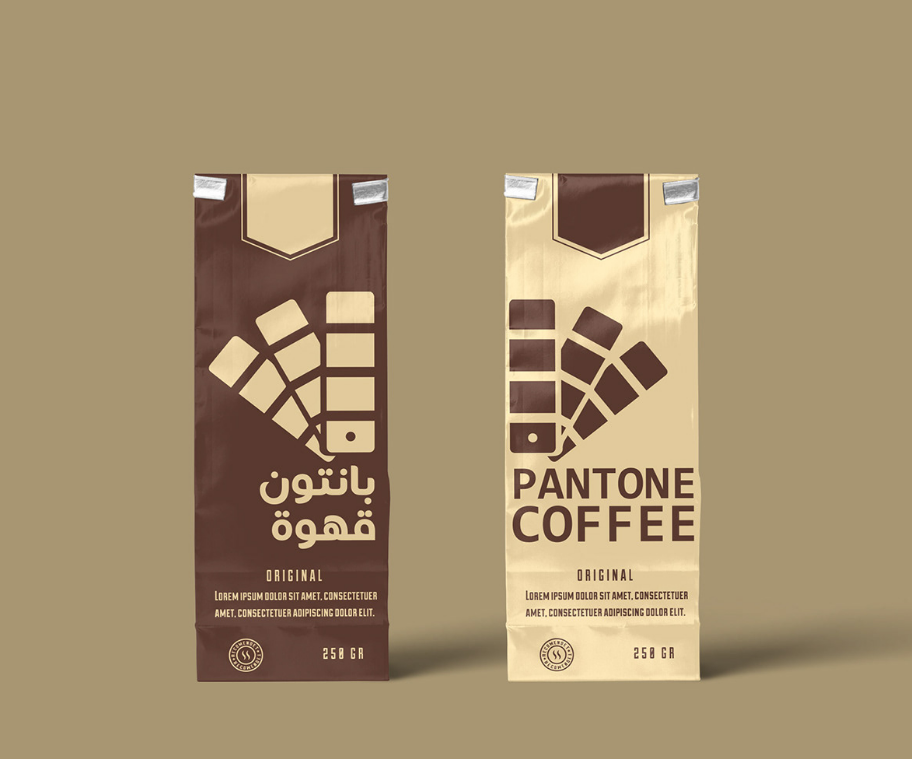 بانتون
قهوة
ORIGINAL
LOREM IPSUM DOLOR SIT AMET, CONSECTETUER
AMET, CONSECTETUER ADIPISCING DOLOR ELIT.
250 GR
PANTONE
COFFEE
ORIGINAL
LOREM IPSUM DOLOR SIT AMET, CONSECTETUER
AMET, CONSECTETUER ADIPISCING DOLOR ELIT.
250 GR